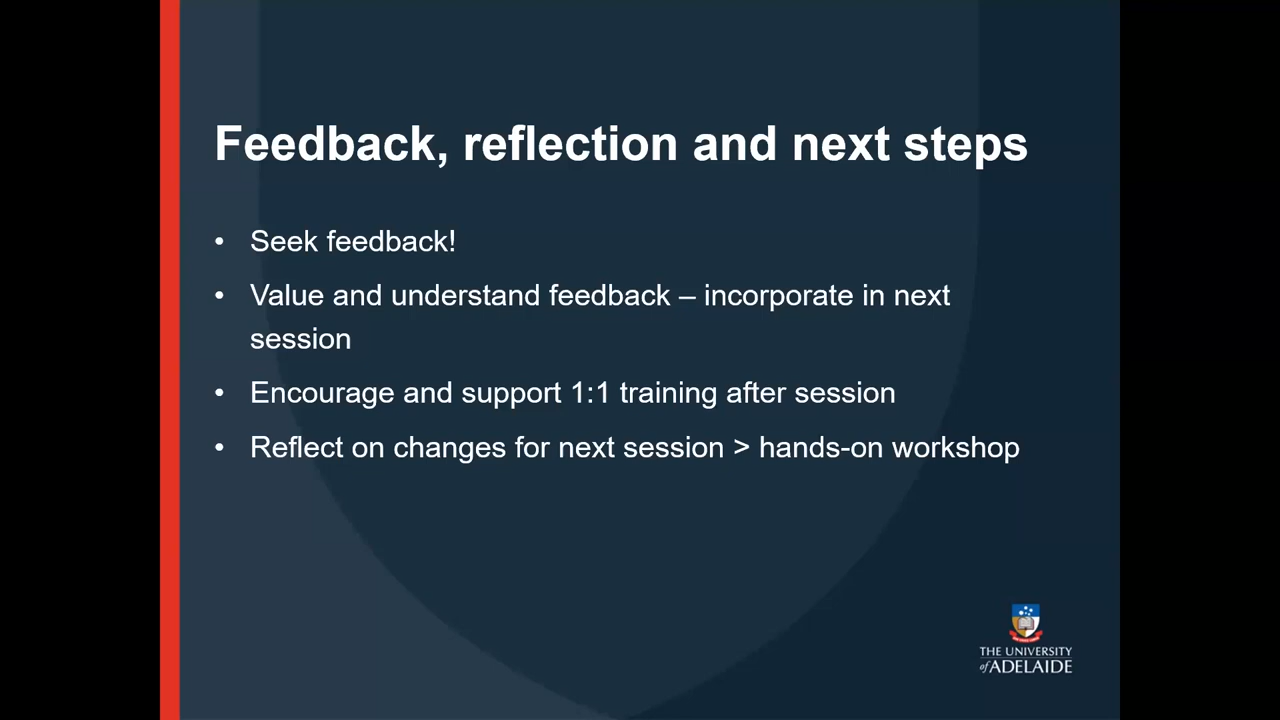 Feedback, reflection and next steps
• Seek feedback!
• Value and understand feedback – incorporate in next
session
• Encourage and support 1:1 training after session
• Reflect on changes for next session > hands-on workshop
THE UNIVERSITY
of ADELAIDE